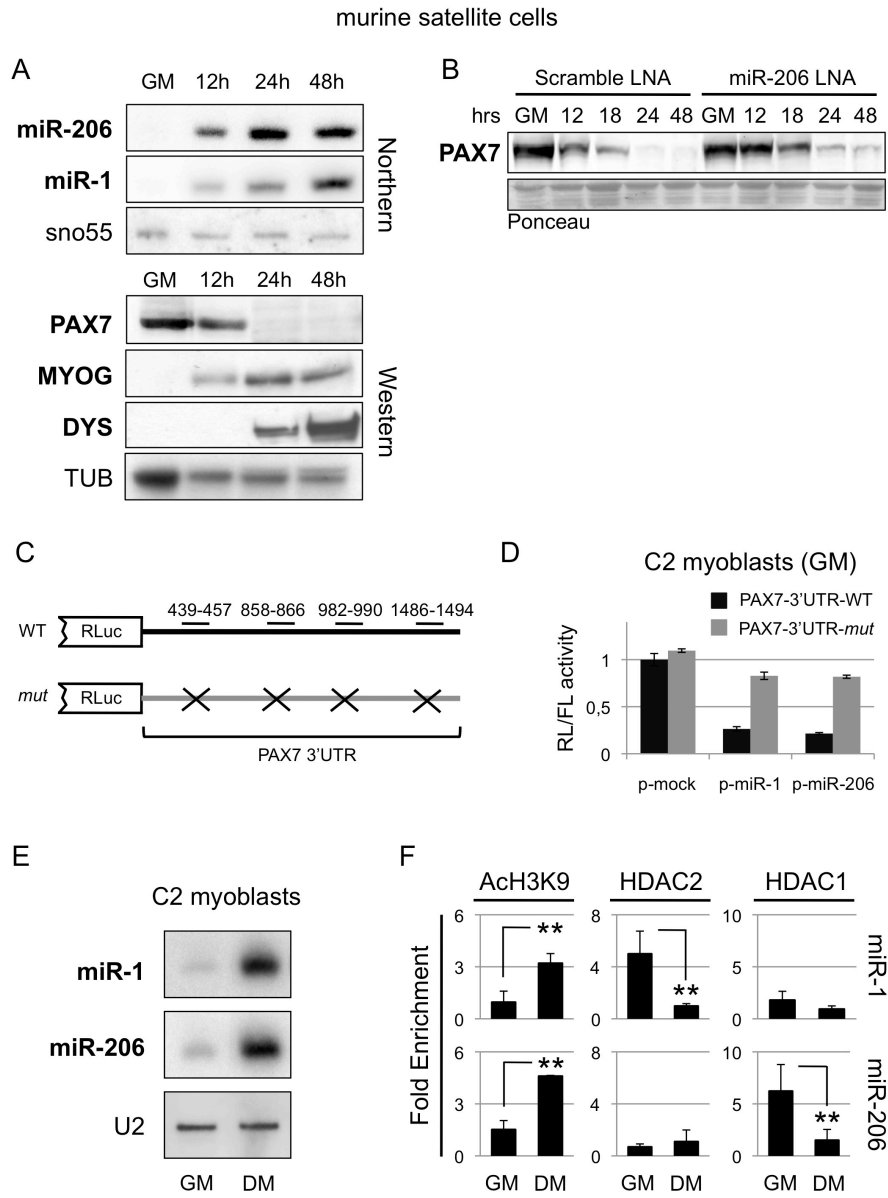 murine satellite cells
A
GM 12h 24h 48h
miR-206
miR-1
sno55
Northern
GM 12h 24h 48h
PAX7
MYOG
DYS
TUB
Western
B
Scramble LNA miR-206 LNA
hrs GM 12 18 24 48 GM 12 18 24 48
PAX7
Ponceau
C
439-457 858-866 982-990 1486-1494
WT RLuc
mut RLuc
PAX7 3'UTR
D
C2 myoblasts (GM)
PAX7-3'UTR-WT
PAX7-3'UTR-mut
RL/FL activity
1
0,5
0
p-mock p-miR-1 p-miR-206
E
C2 myoblasts
miR-1
miR-206
U2
GM DM
F
AcH3K9 HDAC2 HDAC1
Fold Enrichment
6 8 10
** 
3 4 5
**
0 0 0
miR-1
6 8 10
**
3 4 5
**
0 0 0
miR-206
GM DM GM DM GM DM